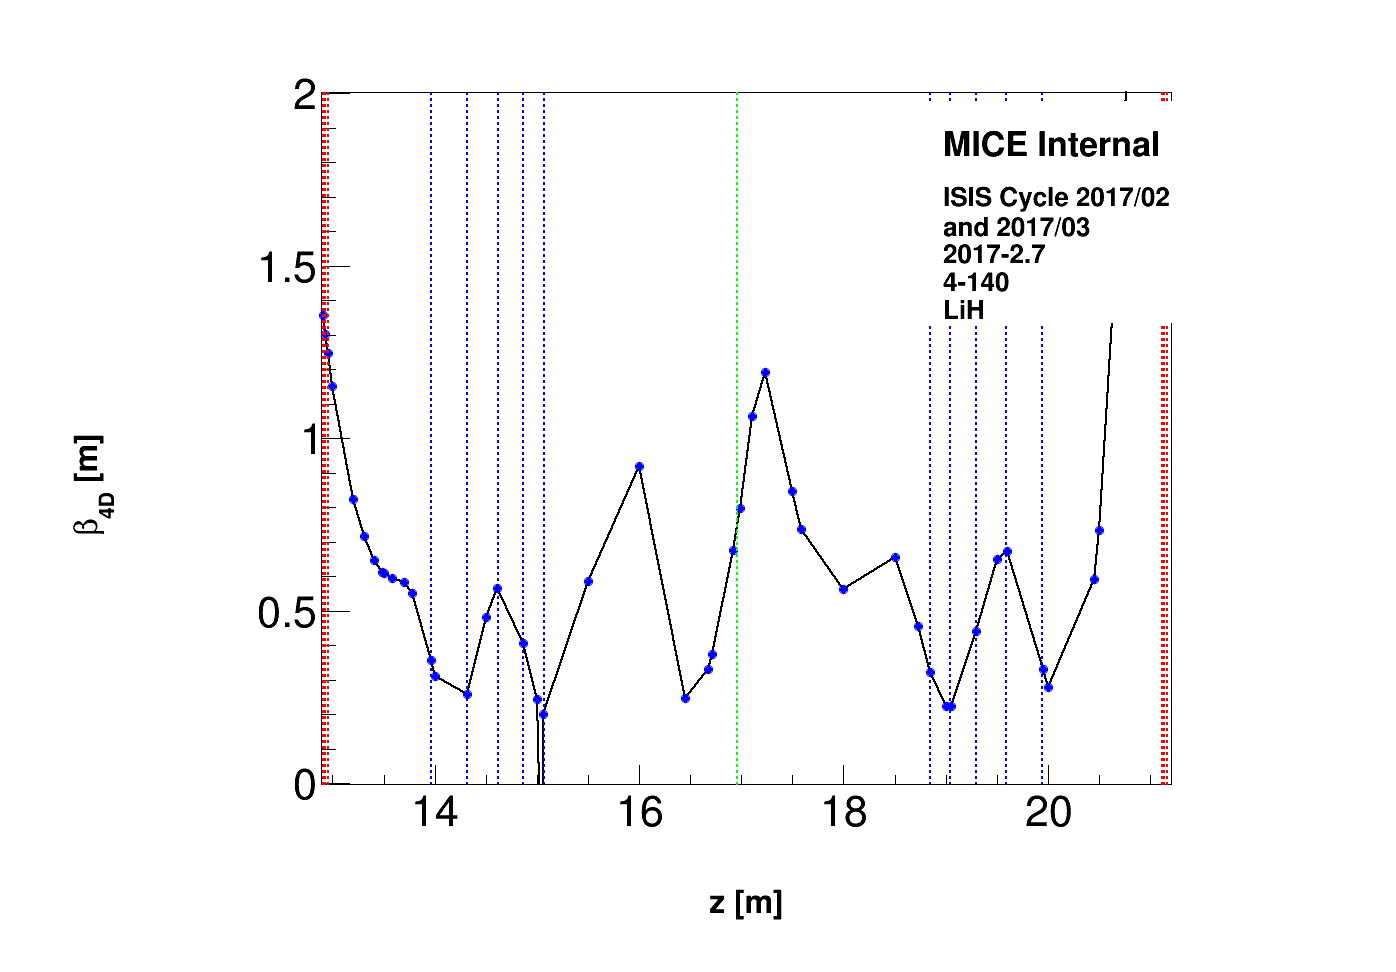 2
1.5
1
0.5
0
β4D [m]
MICE Internal
ISIS Cycle 2017/02
and 2017/03
2017-2.7
4-140
LiH
14 16 18 20
z [m]